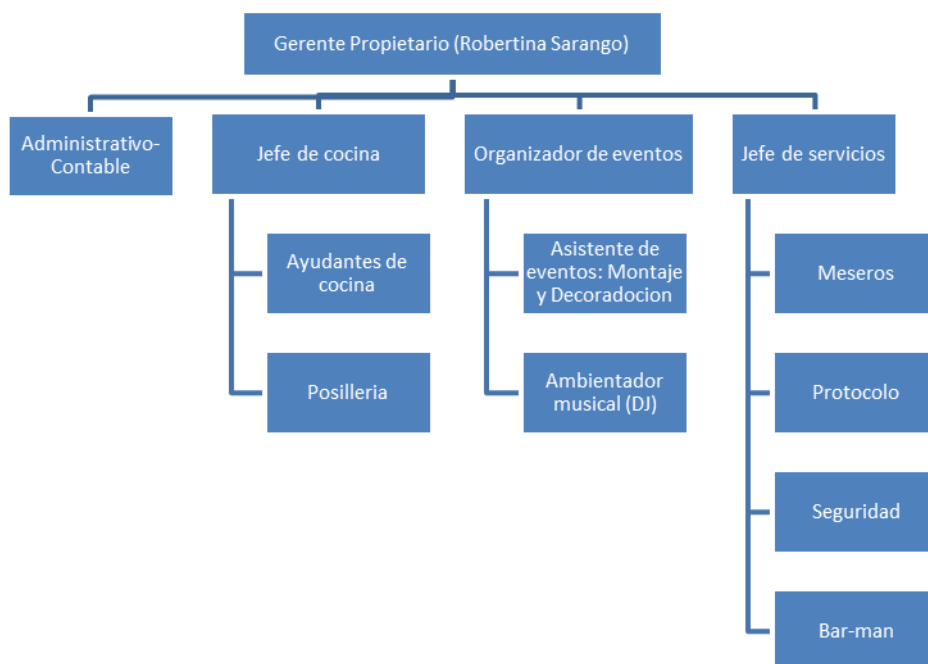 Gerente Propietario (Robertina Sarango)
Administrativo-
Contable
Jefe de cocina
Organizador de eventos
Jefe de servicios
Ayudantes de
cocina
Asistente de
eventos: Montaje
y Decoradocion
Meseros
Posilleria
Ambientador
musical (DJ)
Protocolo
Seguridad
Bar-man